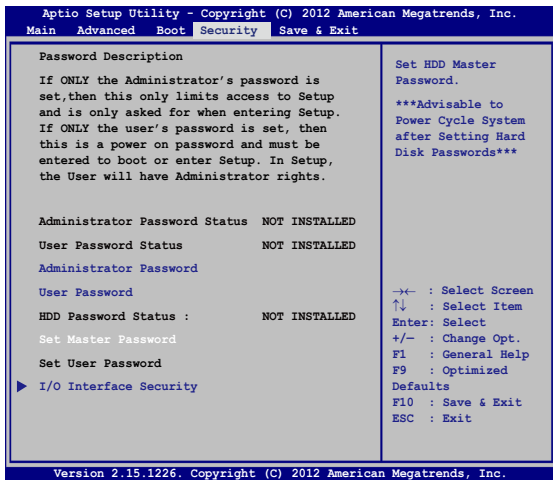 Aptio Setup Utility - Copyright (C) 2012 American Megatrends, Inc.
Main Advanced Boot Security Save & Exit
Password Description
If ONLY the Administrator's password is
set,then this only limits access to Setup
and is only asked for when entering Setup.
If ONLY the user's password is set, then
this is a power on password and must be
entered to boot or enter Setup. In Setup,
the User will have Administrator rights.
Administrator Password Status NOT INSTALLED
User Password Status NOT INSTALLED
Administrator Password
User Password
HDD Password Status : NOT INSTALLED
Set Master Password
Set User Password
I/O Interface Security
Set HDD Master
Password.
***Advisable to
Power Cycle System
after Setting Hard
Disk Passwords***
→← : Select Screen
↑↓ : Select Item
Enter: Select
+/— : Change Opt.
F1 : General Help
F9 : Optimized
Defaults
F10 : Save & Exit
ESC : Exit
Version 2.15.1226. Copyright (C) 2012 American Megatrends, Inc.